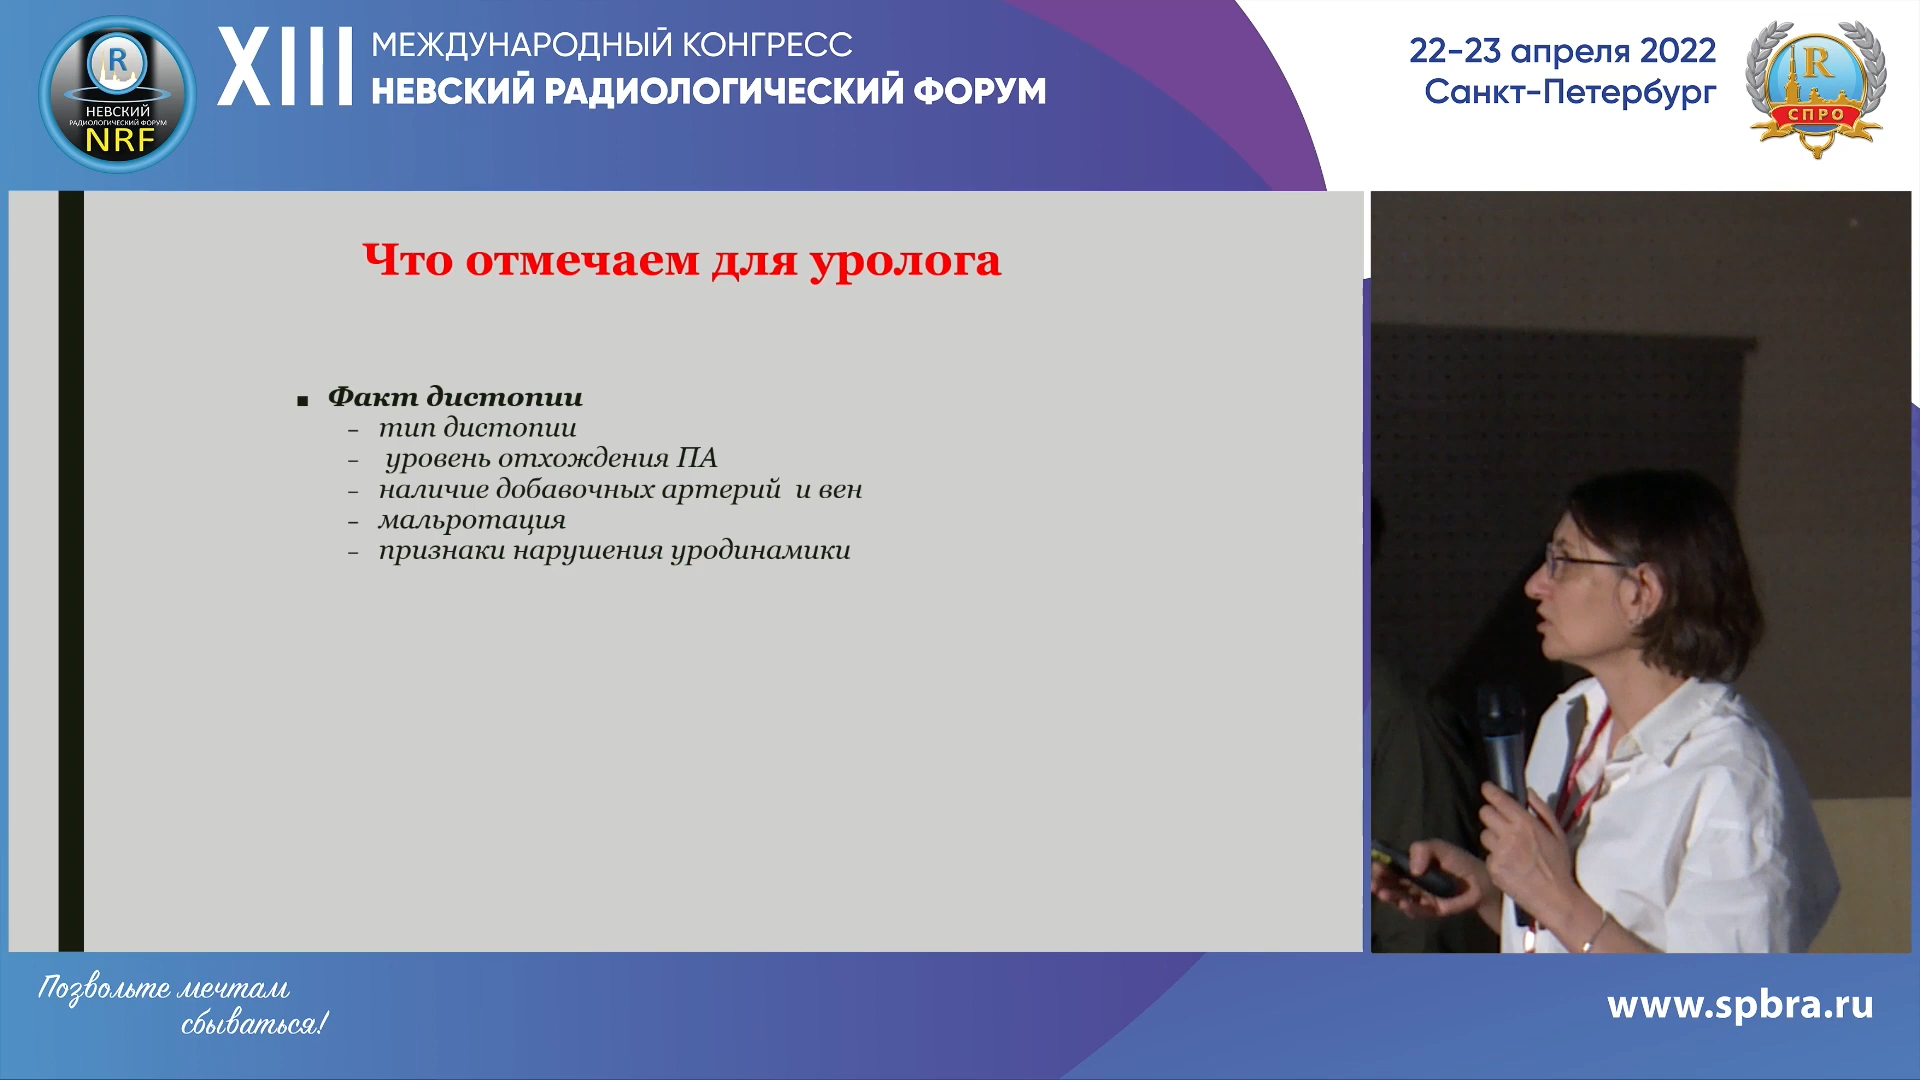 XIII МЕЖДУНАРОДНЫЙ КОНГРЕСС
НЕВСКИЙ РАДИОЛОГИЧЕСКИЙ ФОРУМ
R
НЕВСКИЙ
РАДИОЛОГИЧЕСКИЙ ФОРУМ
NRF
22-23 апреля 2022
Санкт-Петербург
R
СПРО
Что отмечаем для уролога
■ Факт дистопии
– тип дистопии
– уровень отхождения ПА
– наличие добавочных артерий и вен
– мальротация
– признаки нарушения уродинамики
Позвольте мечтам
сбываться!
www.spbra.ru